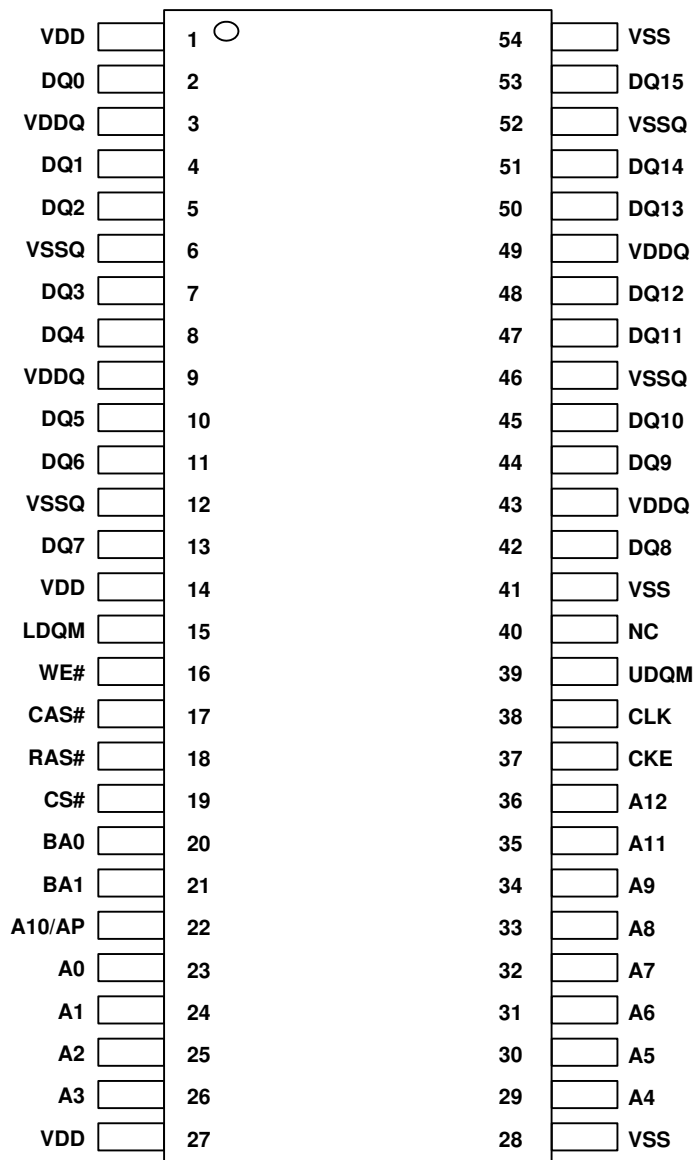 VDD 1 54 VSS
DQ0 2 53 DQ15
VDDQ 3 52 VSSQ
DQ1 4 51 DQ14
DQ2 5 50 DQ13
VSSQ 6 49 VDDQ
DQ3 7 48 DQ12
DQ4 8 47 DQ11
VDDQ 9 46 VSSQ
DQ5 10 45 DQ10
DQ6 11 44 DQ9
VSSQ 12 43 VDDQ
DQ7 13 42 DQ8
VDD 14 41 VSS
LDQM 15 40 NC
WE# 16 39 UDQM
CAS# 17 38 CLK
RAS# 18 37 CKE
CS# 19 36 A12
BA0 20 35 A11
BA1 21 34 A9
A10/AP 22 33 A8
A0 23 32 A7
A1 24 31 A6
A2 25 30 A5
A3 26 29 A4
VDD 27 28 VSS